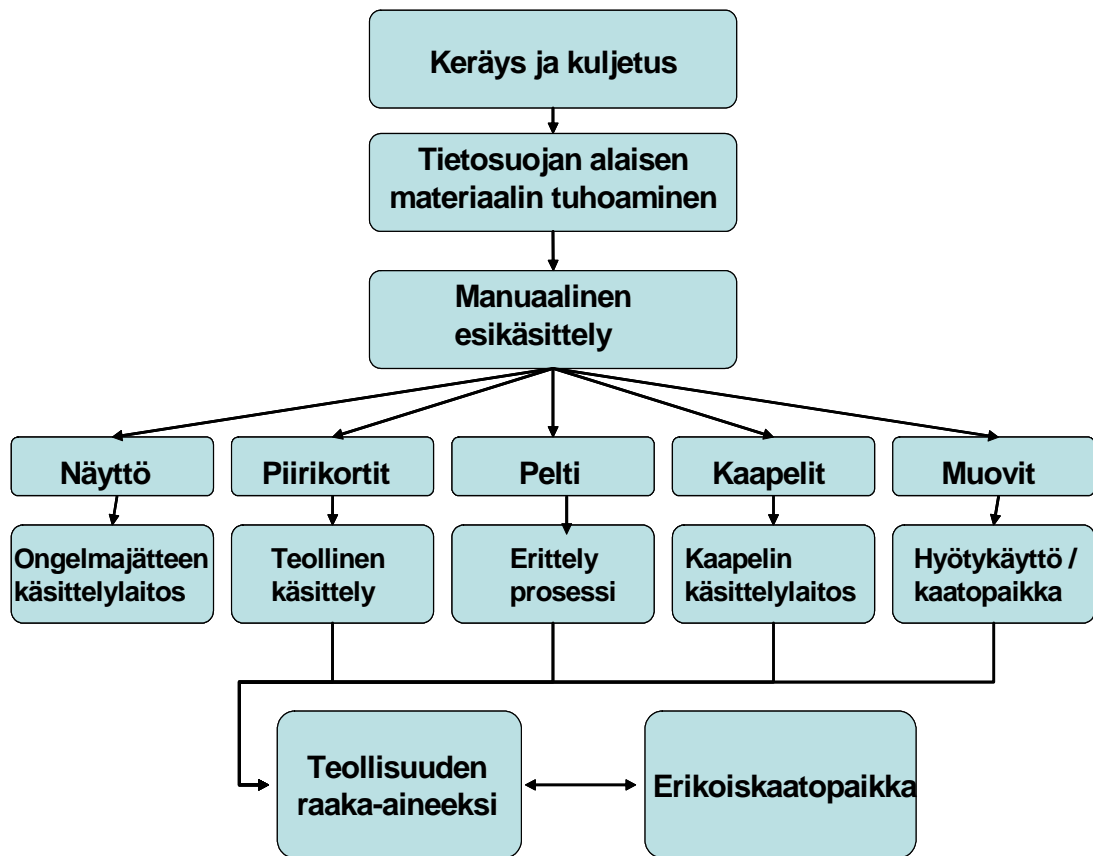 Keräys ja kuljetus
Tietosuojan alaisen
materiaalin tuhoaminen
Manuaalinen
esikäsittely
Näyttö
Piirikortit
Pelti
Kaapelit
Muovit
Ongelmajätteen
käsittelylaitos
Teollinen
käsittely
Erittely
prosessi
Kaapelin
käsittelylaitos
Hyötykäyttö /
kaatopaikka
Teollisuuden
raaka-aineeksi
Erikoiskaatopaikka